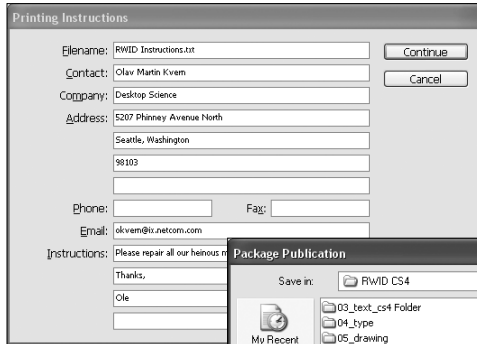 Printing Instructions
Filename: RWID Instructions.txt
Continue
Contact: Olav Martin Kvern
Cancel
Company: Desktop Science
Address: 5207 Phinney Avenue North
Seattle, Washington
98103
Phone:
Fax:
Email: okvern@ix.netcom.com
Instructions: Please repair all our heinous m
Thanks,
Ole
Package Publication
Save in: RWID CS4
My Recent
03_text_cs4 Folder
04_type
05_drawing